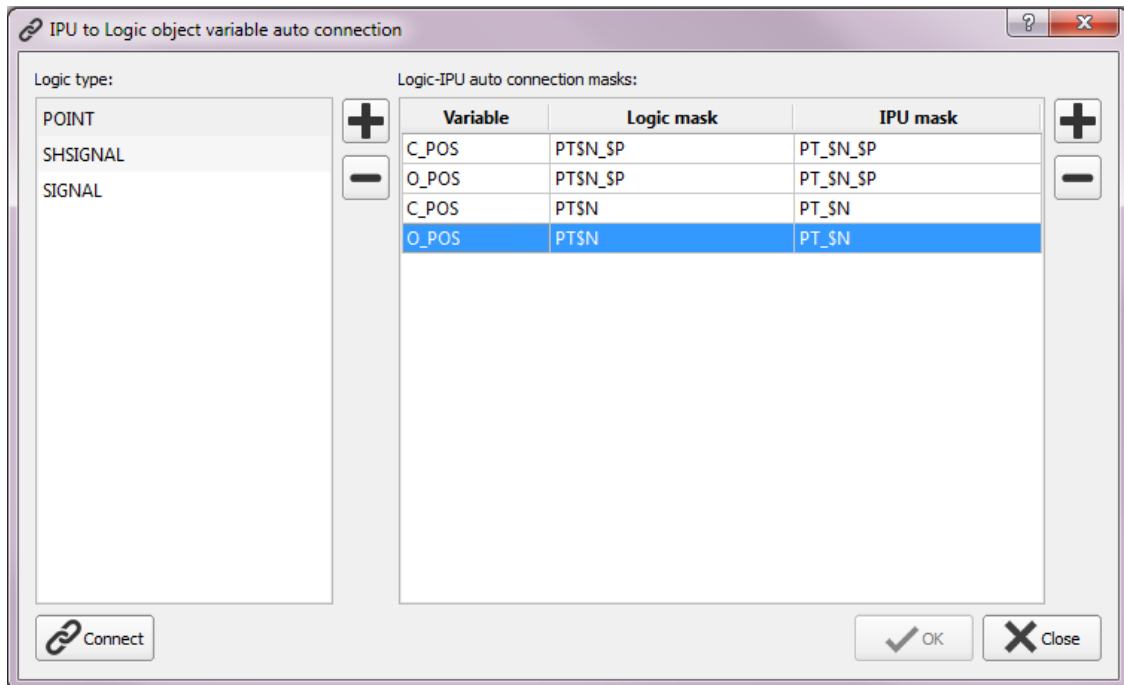 IPU to Logic object variable auto connection
Logic type:
POINT
SHSIGNAL
SIGNAL
Logic-IPU auto connection masks:
Variable Logic mask IPU mask
C_POS PT$N_$P PT_$N_$P
O_POS PT$N_$P PT_$N_$P
C_POS PT$N PT_$N
O_POS PT$N PT_$N
Connect
OK
Close